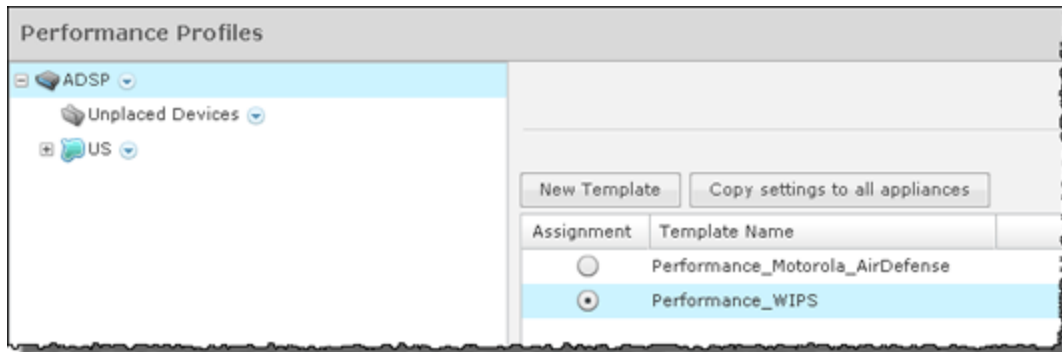 Performance Profiles
ADSP
Unplaced Devices
US
New Template
Copy settings to all appliances
Assignment
Template Name
Performance_Motorola_AirDefense
Performance_WIPS